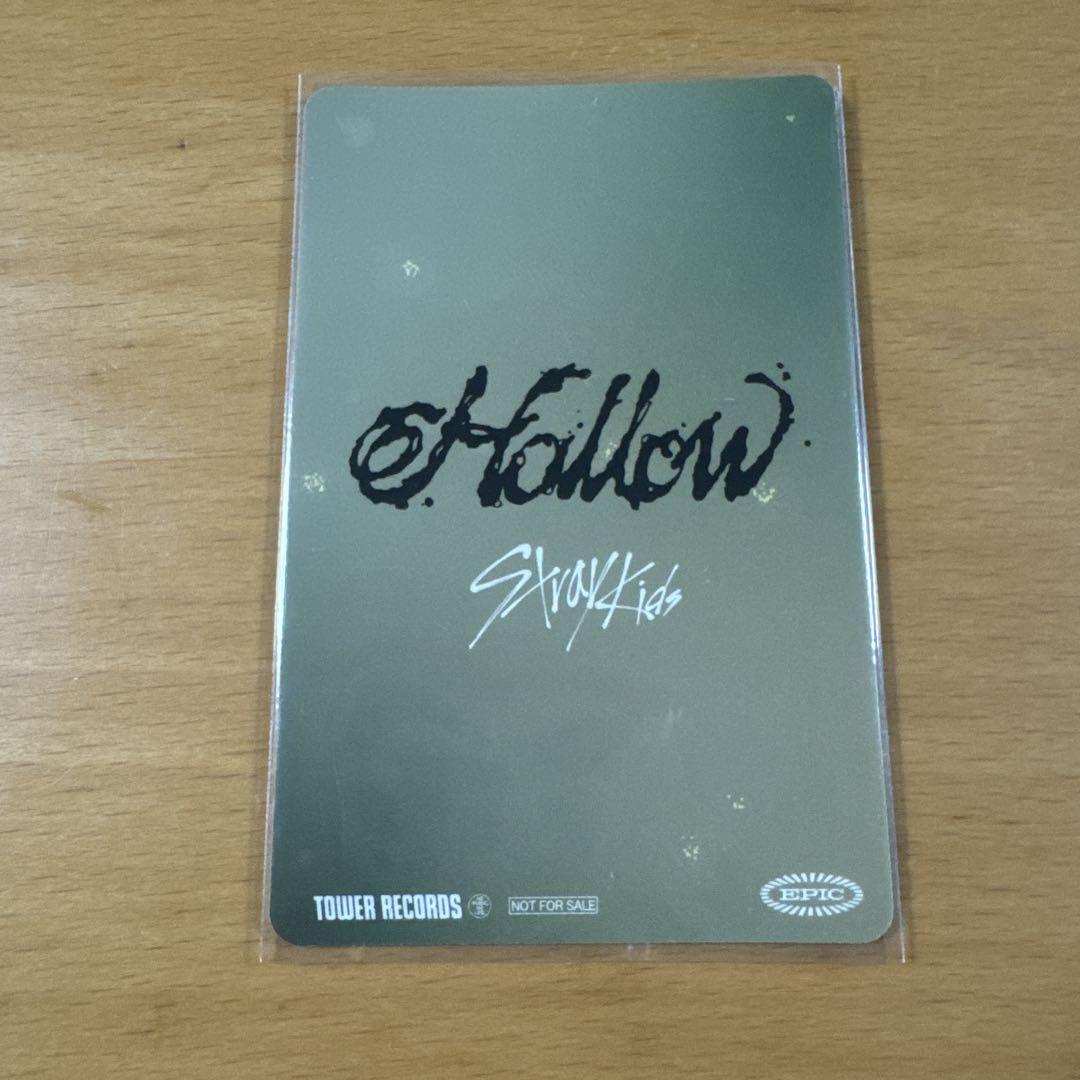 Hollow
Stray Kids
TOWER RECORDS
NOT FOR SALE
EPIC